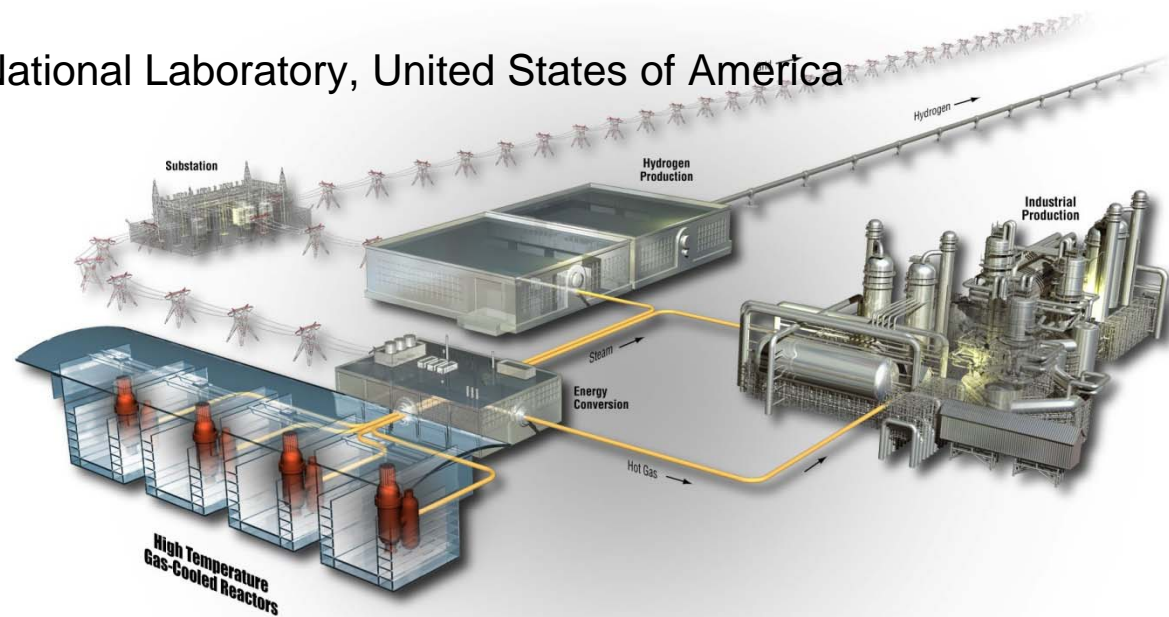 National Laboratory, United States of America
Hydrogen
Substation
Hydrogen
Production
Industrial
Production
Steam
Energy
Conversion
Hot Gas
High Temperature
Gas-Cooled Reactors